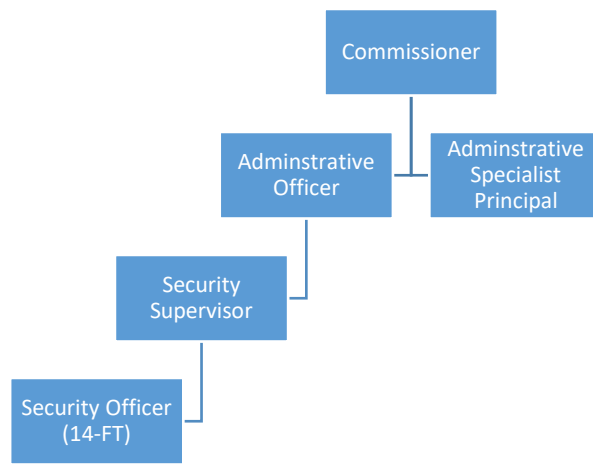 Commissioner
Adminstrative
Officer
Adminstrative
Specialist
Principal
Security
Supervisor
Security Officer
(14-FT)